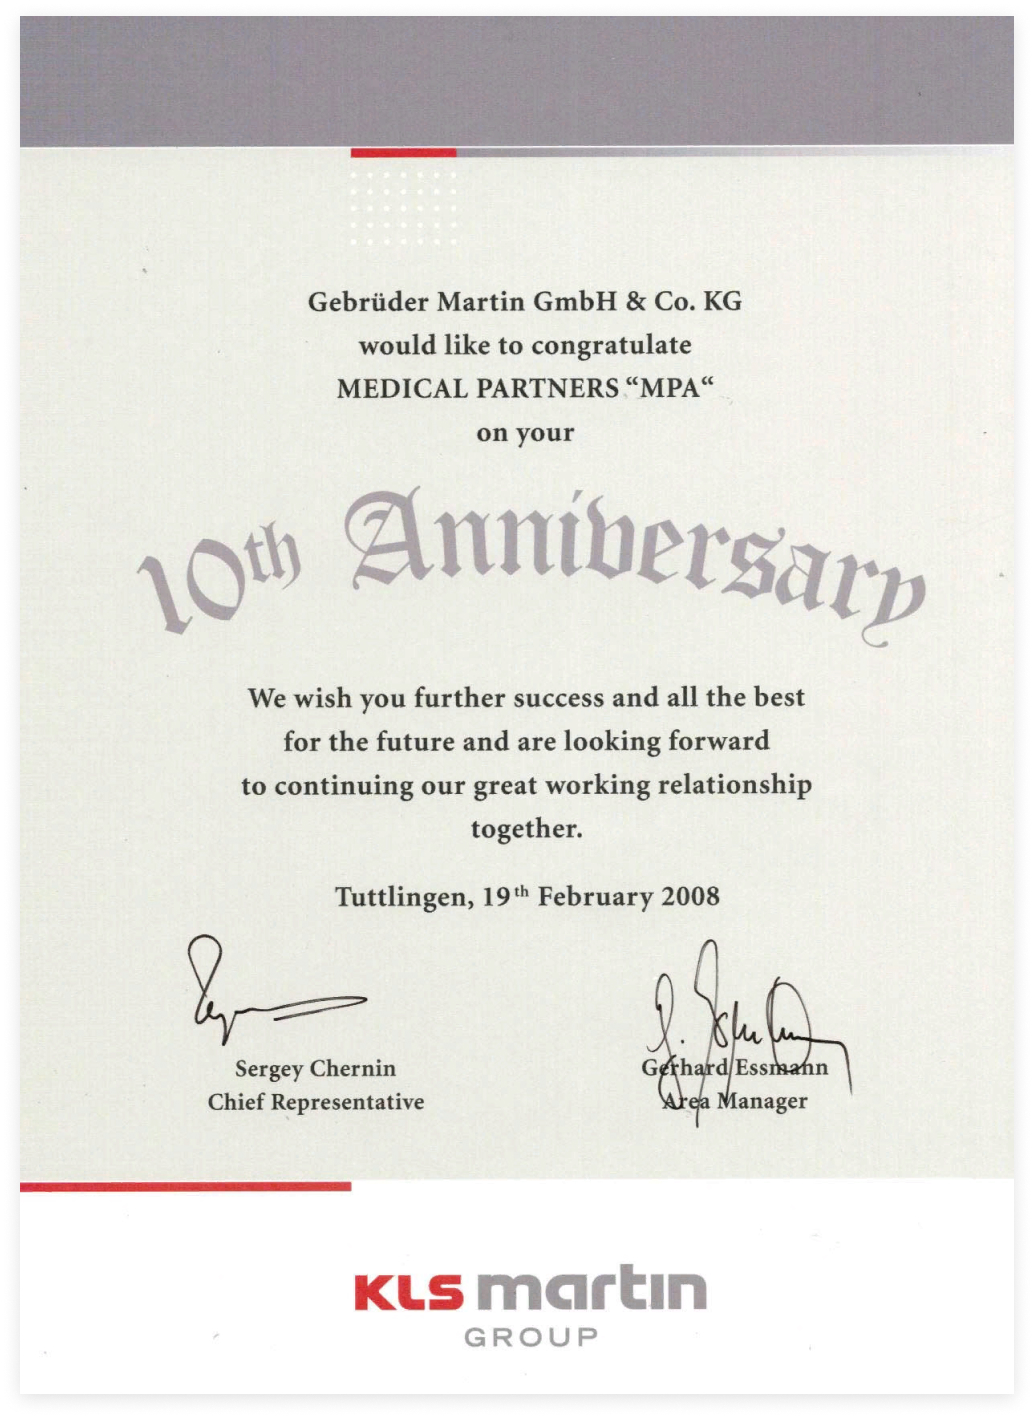 Gebrüder Martin GmbH & Co. KG
would like to congratulate
MEDICAL PARTNERS “MPA“
on your
10th Anniversary
We wish you further success and all the best
for the future and are looking forward
to continuing our great working relationship
together.
Tuttlingen, 19th February 2008
Sergey Chernin
Chief Representative
Gerhard Essmann
Area Manager
KLS martin
GROUP